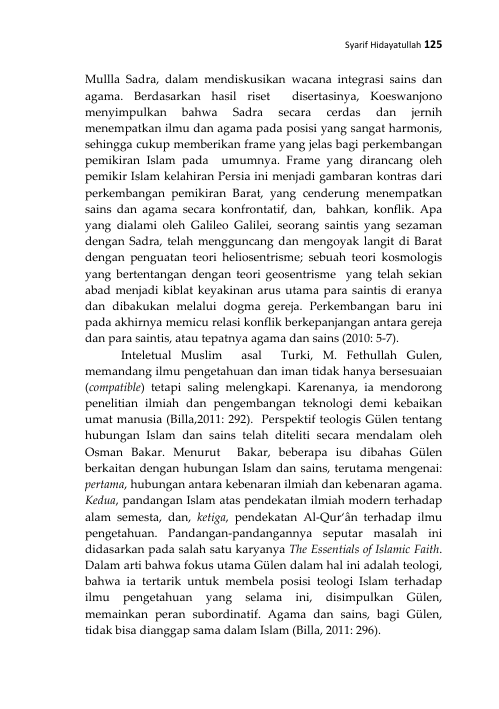 Syarif Hidayatullah 125
Mullla Sadra, dalam mendiskusikan wacana integrasi sains dan
agama. Berdasarkan hasil riset disertasinya, Koeswanjono
menyimpulkan bahwa Sadra secara cerdas dan jernih
menempatkan ilmu dan agama pada posisi yang sangat harmonis,
sehingga cukup memberikan frame yang jelas bagi perkembangan
pemikiran Islam pada umumnya. Frame yang dirancang oleh
pemikir Islam kelahiran Persia ini menjadi gambaran kontras dari
perkembangan pemikiran Barat, yang cenderung menempatkan
sains dan agama secara konfrontatif, dan, bahkan, konflik. Apa
yang dialami oleh Galileo Galilei, seorang saintis yang sezaman
dengan Sadra, telah mengguncang dan mengoyak langit di Barat
dengan penguatan teori heliosentrisme; sebuah teori kosmologis
yang bertentangan dengan teori geosentrisme yang telah sekian
abad menjadi kiblat keyakinan arus utama para saintis di eranya
dan dibakukan melalui dogma gereja. Perkembangan baru ini
pada akhirnya memicu relasi konflik berkepanjangan antara gereja
dan para saintis, atau tepatnya agama dan sains (2010: 5-7).
Inteletual Muslim asal Turki, M. Fethullah Gulen,
memandang ilmu pengetahuan dan iman tidak hanya bersesuaian
(compatible) tetapi saling melengkapi. Karenanya, ia mendorong
penelitian ilmiah dan pengembangan teknologi demi kebaikan
umat manusia (Billa,2011: 292). Perspektif teologis Gülen tentang
hubungan Islam dan sains telah diteliti secara mendalam oleh
Osman Bakar. Menurut Bakar, beberapa isu dibahas Gülen
berkaitan dengan hubungan Islam dan sains, terutama mengenai:
pertama, hubungan antara kebenaran ilmiah dan kebenaran agama.
Kedua, pandangan Islam atas pendekatan ilmiah modern terhadap
alam semesta, dan, ketiga, pendekatan Al-Qur‘ân terhadap ilmu
pengetahuan. Pandangan-pandangannya seputar masalah ini
didasarkan pada salah satu karyanya The Essentials of Islamic Faith.
Dalam arti bahwa fokus utama Gülen dalam hal ini adalah teologi,
bahwa ia tertarik untuk membela posisi teologi Islam terhadap
ilmu pengetahuan yang selama ini, disimpulkan Gülen,
memainkan peran subordinatif. Agama dan sains, bagi Gülen,
tidak bisa dianggap sama dalam Islam (Billa, 2011: 296).